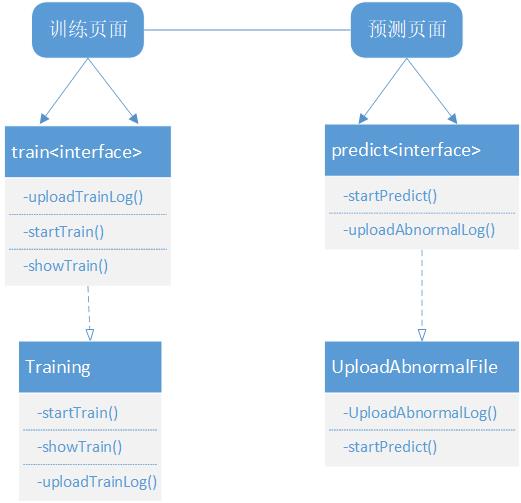 训练页面
预测页面
train<interface>
-uploadTrainLog()
-startTrain()
-showTrain()
predict<interface>
-startPredict()
-uploadAbnormalLog()
Training
-startTrain()
-showTrain()
-uploadTrainLog()
UploadAbnormalFile
-UploadAbnormalLog()
-startPredict()